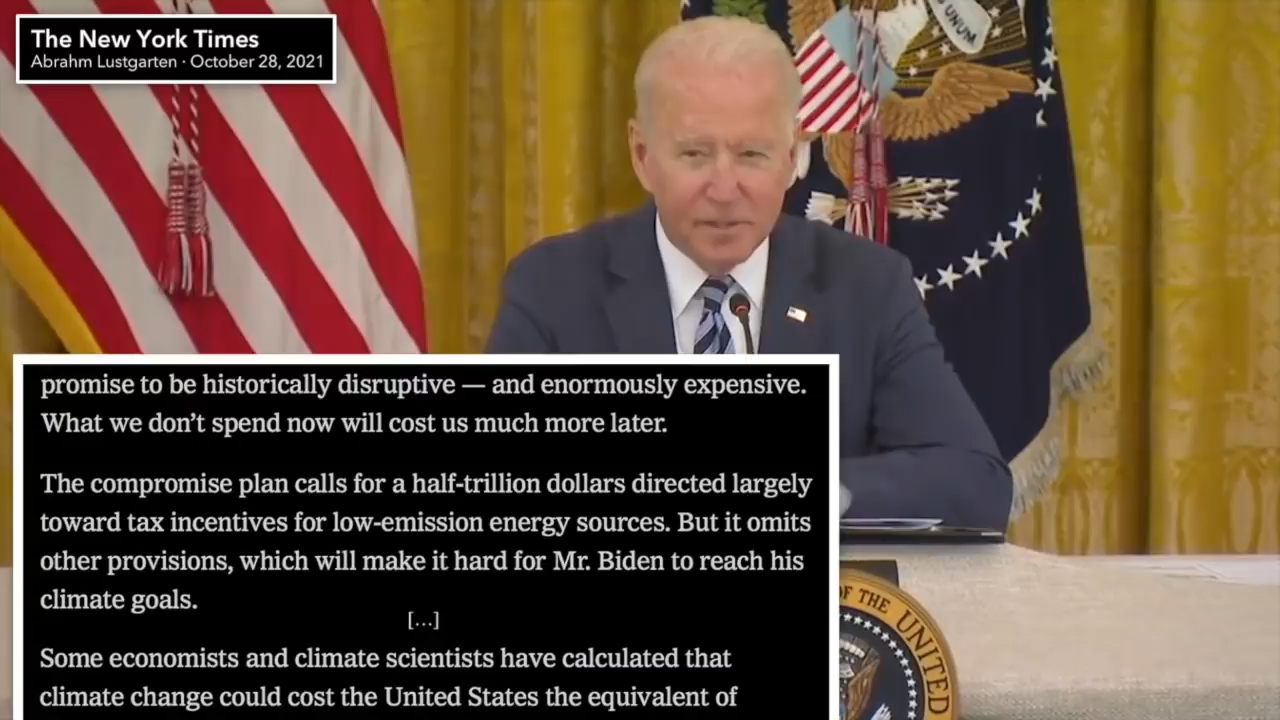 The New York Times
Abrahm Lustgarten · October 28, 2021
UNUM
promise to be historically disruptive — and enormously expensive.
What we don’t spend now will cost us much more later.
The compromise plan calls for a half-trillion dollars directed largely
toward tax incentives for low-emission energy sources. But it omits
other provisions, which will make it hard for Mr. Biden to reach his
climate goals.
[...]
Some economists and climate scientists have calculated that
climate change could cost the United States the equivalent of
OF THE UNITED